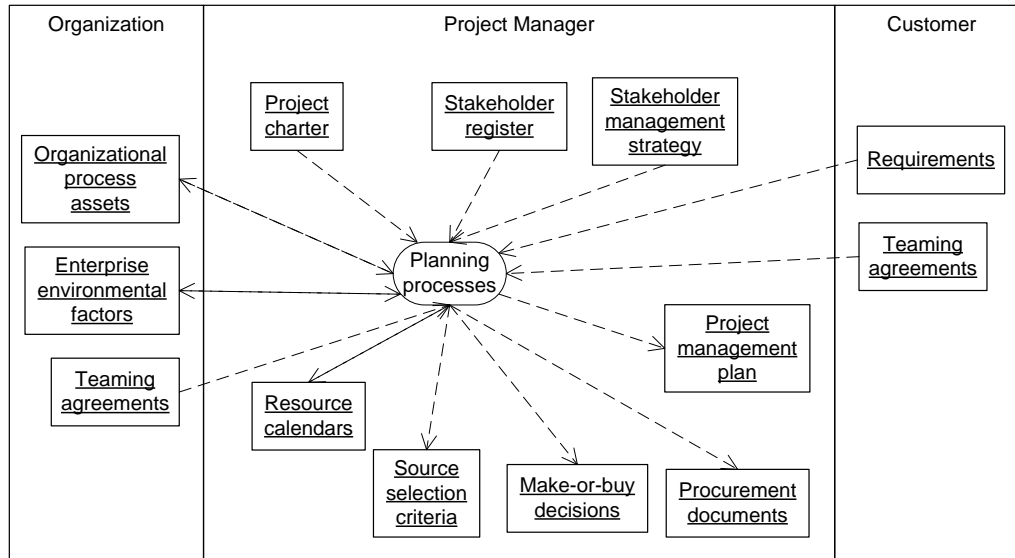 Organization
Project Manager
Customer
Project
charter
Stakeholder
register
Stakeholder
management
strategy
Organizational
process
assets
Requirements
Planning
processes
Teaming
agreements
Enterprise
environmental
factors
Project
management
plan
Teaming
agreements
Resource
calendars
Source
selection
criteria
Make-or-buy
decisions
Procurement
documents